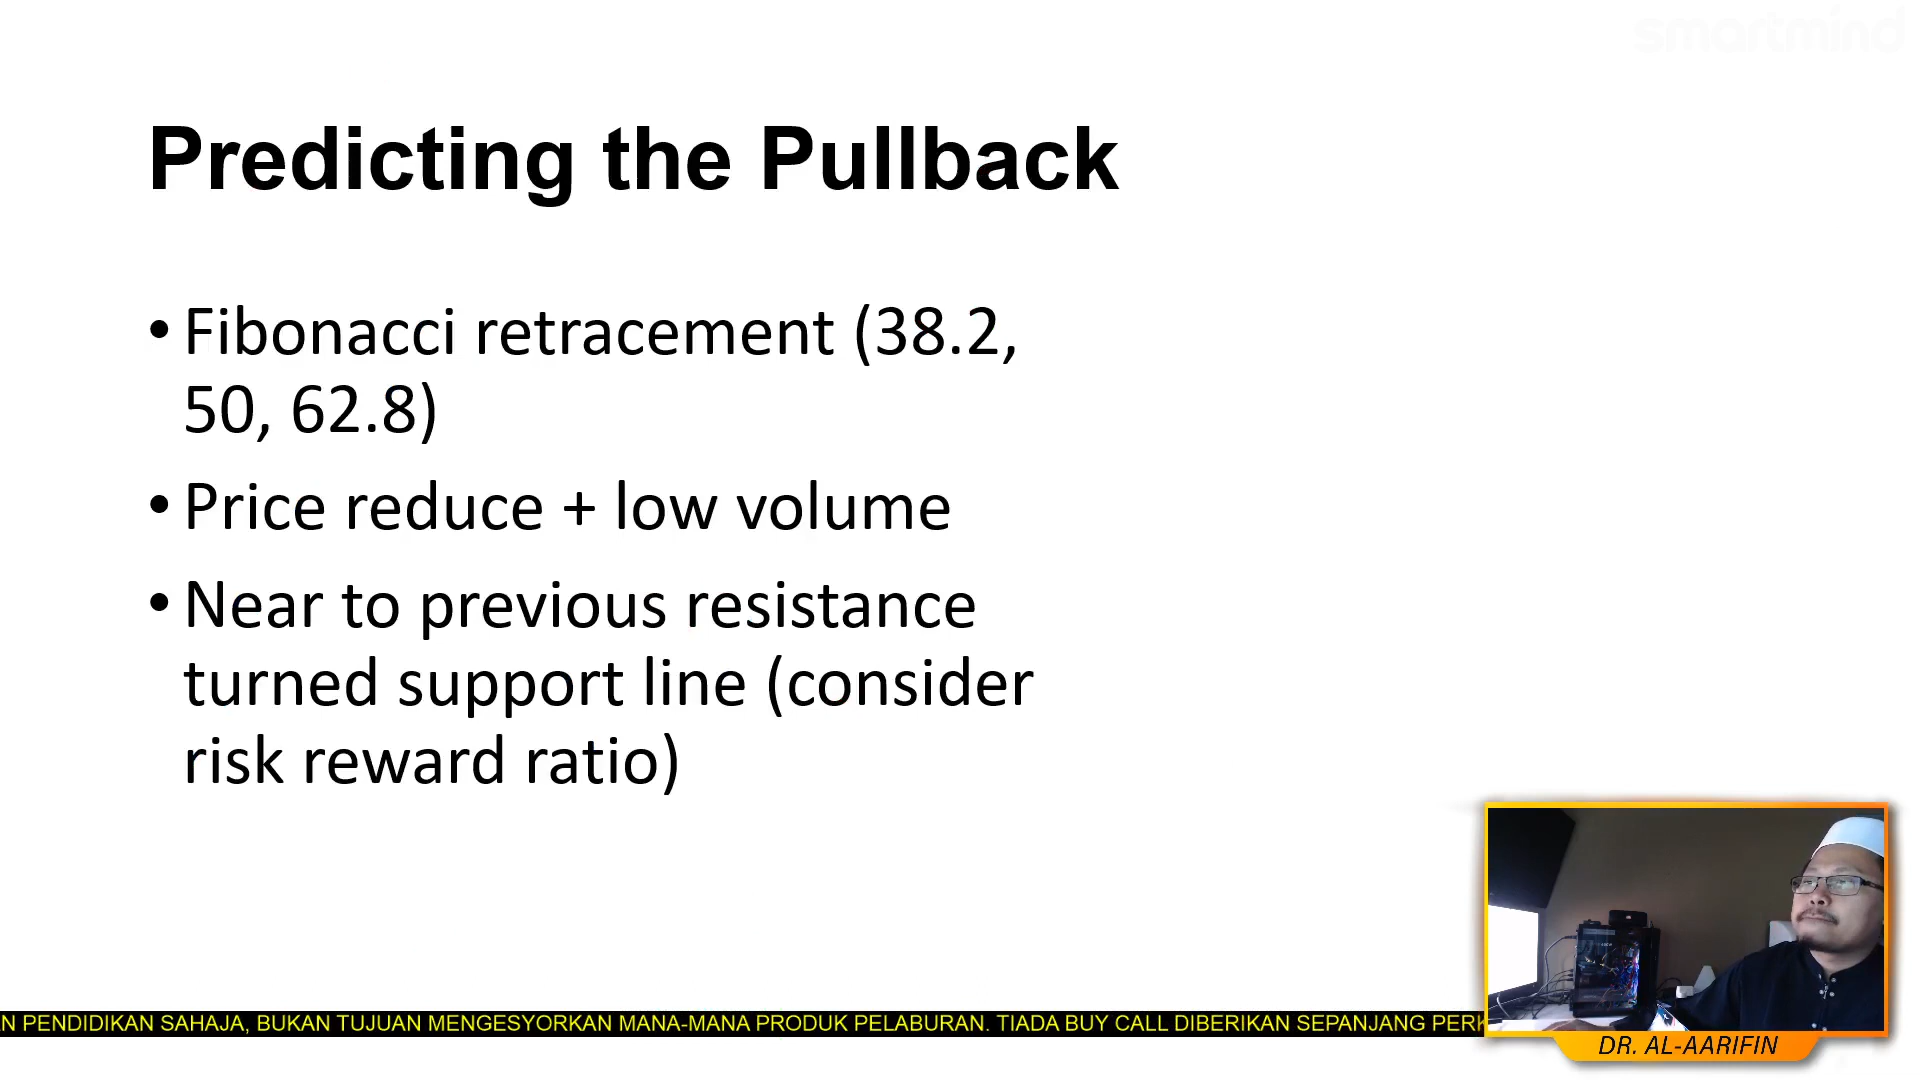 smartmind
Predicting the Pullback
• Fibonacci retracement (38.2,
50, 62.8)
• Price reduce + low volume
• Near to previous resistance
turned support line (consider
risk reward ratio)
N PENDIDIKAN SAHAJA, BUKAN TUJUAN MENGESYORKAN MANA-MANA PRODUK PELABURAN. TIADA BUY CALL DIBERIKAN SEPANJANG PERK
DR. AL-AARIFIN